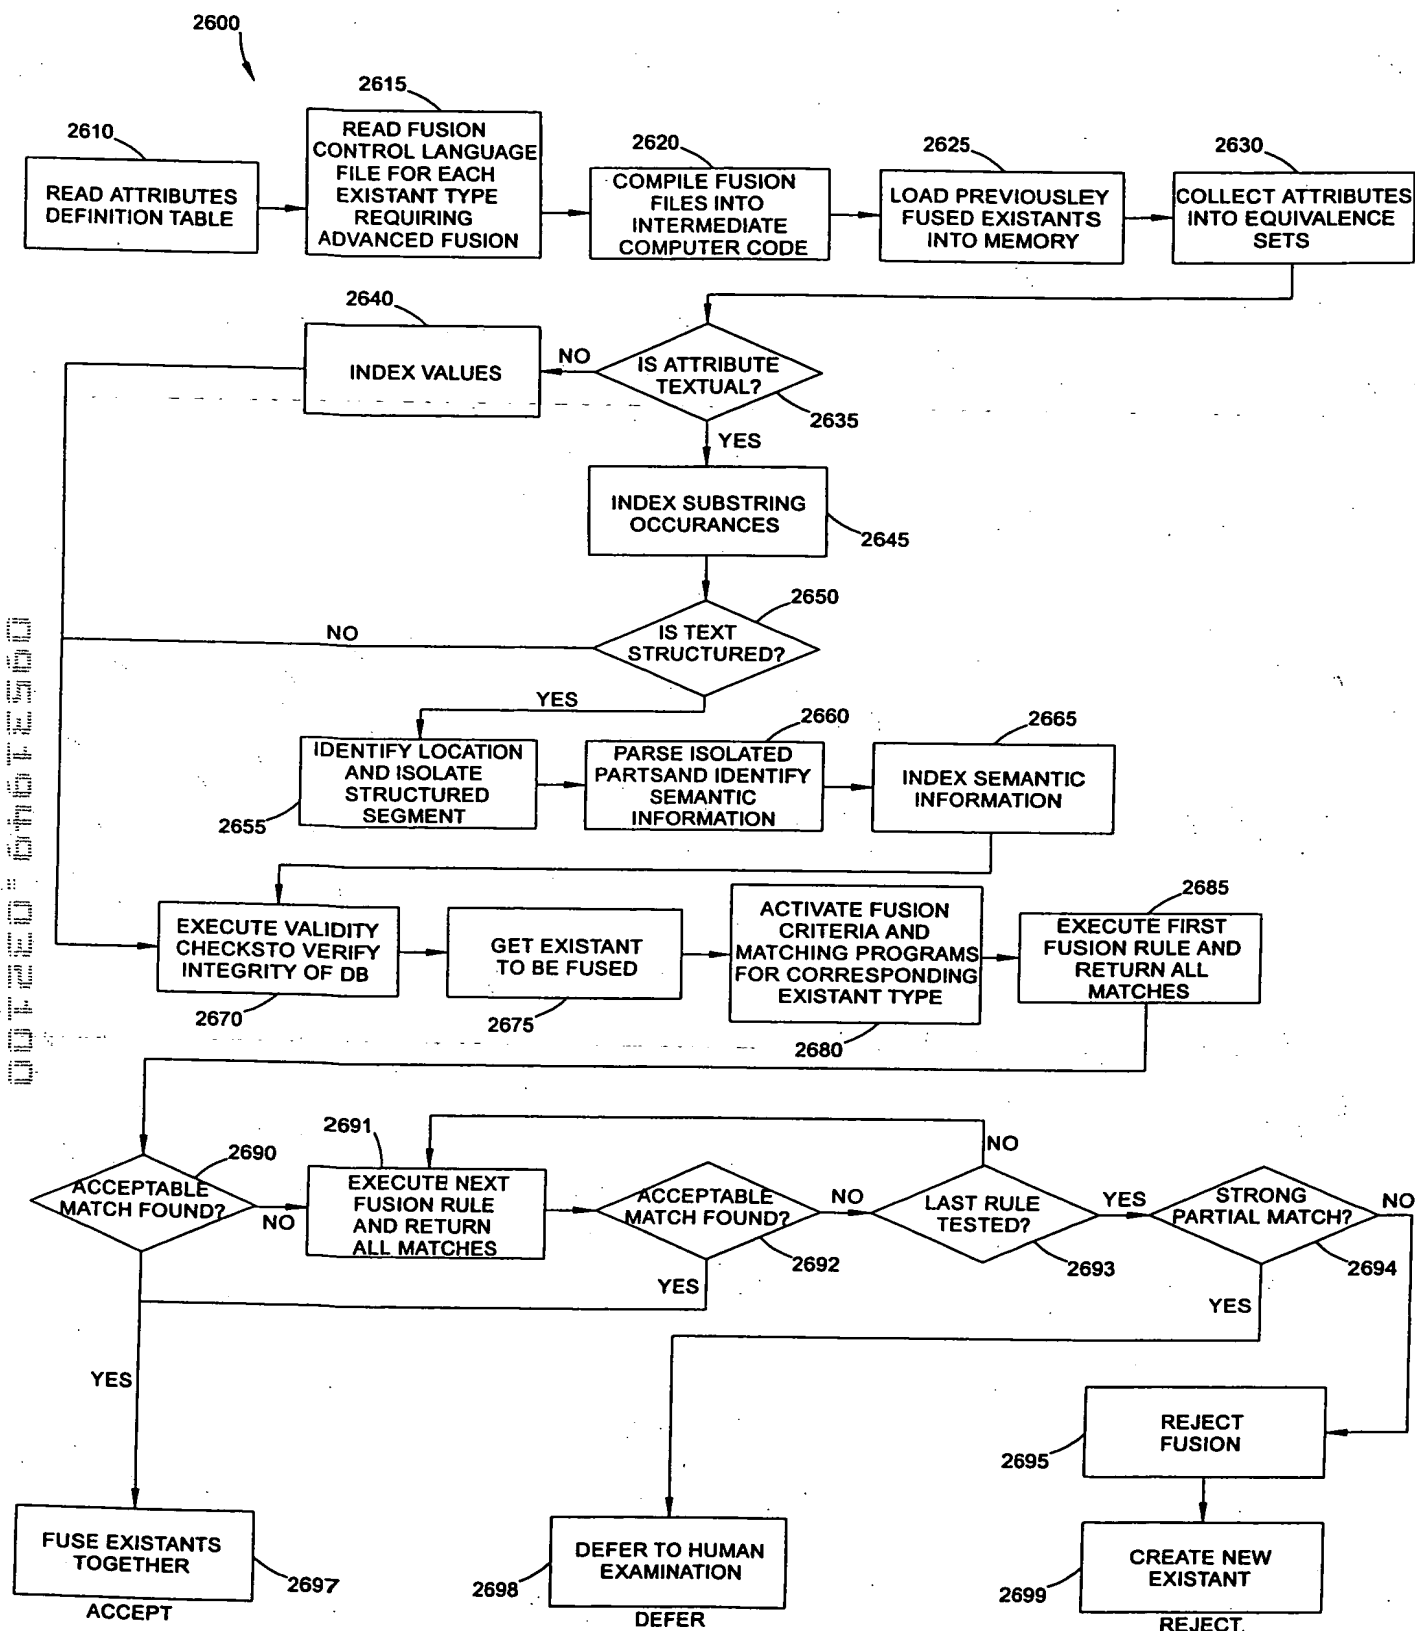 2600
2610
READ ATTRIBUTES
DEFINITION TABLE
2615
READ FUSION
CONTROL LANGUAGE
FILE FOR EACH
EXISTANT TYPE
REQUIRING
ADVANCED FUSION
2620
COMPILE FUSION
FILES INTO
INTERMEDIATE
COMPUTER CODE
2625
LOAD PREVIOUSLEY
FUSED EXISTANTS
INTO MEMORY
2630
COLLECT ATTRIBUTES
INTO EQUIVALENCE
SETS
2640
INDEX VALUES
NO
IS ATTRIBUTE
TEXTUAL?
2635
YES
INDEX SUBSTRING
OCCURANCES
2645
2650
IS TEXT
STRUCTURED?
NO
YES
IDENTIFY LOCATION
AND ISOLATE
STRUCTURED
SEGMENT
2655
2660
PARSE ISOLATED
PARTSAND IDENTIFY
SEMANTIC
INFORMATION
2665
INDEX SEMANTIC
INFORMATION
09531949.032100
EXECUTE VALIDITY
CHECKSTO VERIFY
INTEGRITY OF DB
2670
GET EXISTANT
TO BE FUSED
2675
ACTIVATE FUSION
CRITERIA AND
MATCHING PROGRAMS
FOR CORRESPONDING
EXISTANT TYPE
2680
2685
EXECUTE FIRST
FUSION RULE AND
RETURN ALL
MATCHES
2690
ACCEPTABLE
MATCH FOUND?
NO
2691
EXECUTE NEXT
FUSION RULE
AND RETURN
ALL MATCHES
ACCEPTABLE
MATCH FOUND?
2692
NO
YES
NO
LAST RULE
TESTED?
2693
YES
STRONG
PARTIAL MATCH?
2694
NO
YES
YES
REJECT
FUSION
2695
FUSE EXISTANTS
TOGETHER
2697
ACCEPT
DEFER TO HUMAN
EXAMINATION
2698
DEFER
CREATE NEW
EXISTANT
2699
REJECT.